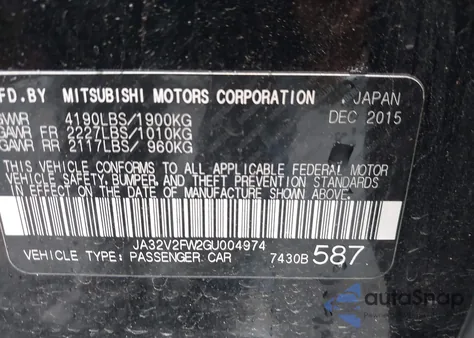 FD.BY MITSUBISHI MOTORS CORPORATION JAPAN
GVWR 4190LBS/1900KG DEC 2015
GAWR FR 2227LBS/1010KG
GAWR RR 2117LBS/ 960KG
THIS VEHICLE CONFORMS TO ALL APPLICABLE FEDERAL MOTOR
VEHICLE SAFETY, BUMPER, AND THEFT PREVENTION STANDARDS
IN EFFECT ON THE DATE OF MANUFACTURE SHOWN ABOVE.
JA32V2FW2GU004974
VEHICLE TYPE: PASSENGER CAR 7430B 587
autoSnap